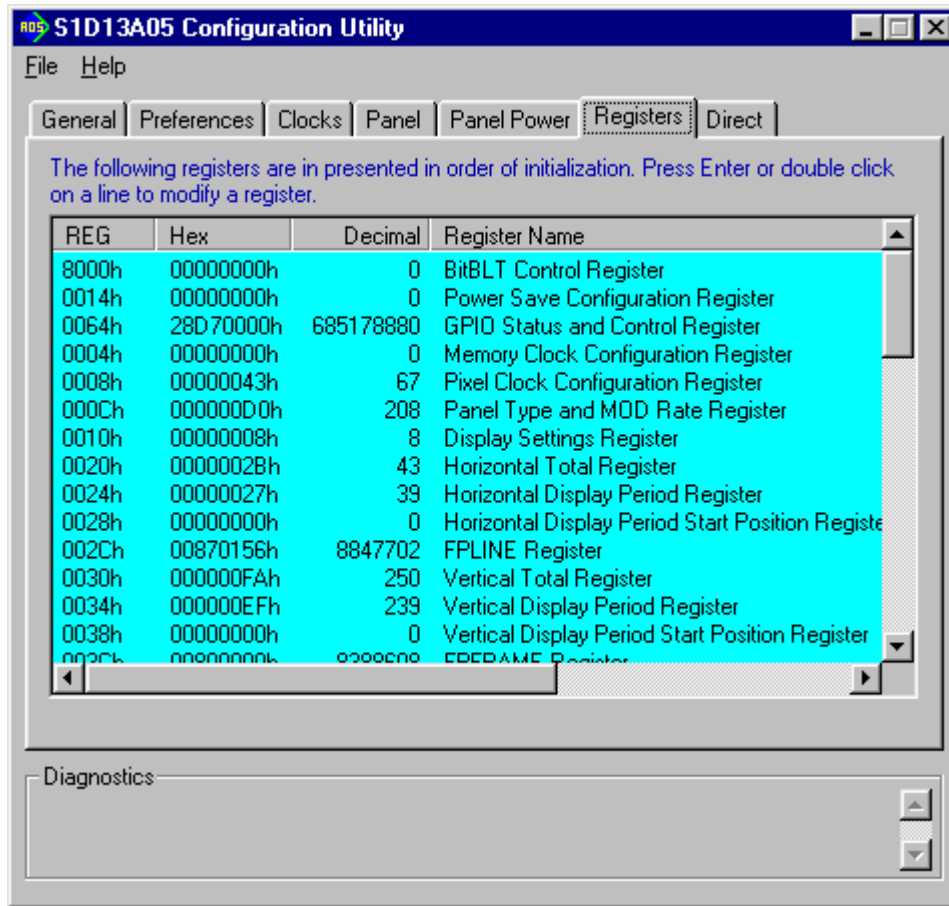 A05 S1D13A05 Configuration Utility
File Help
General Preferences Clocks Panel Panel Power Registers Direct
The following registers are in presented in order of initialization. Press Enter or double click
on a line to modify a register.
REG Hex Decimal Register Name
8000h 00000000h 0 BitBLT Control Register
0014h 00000000h 0 Power Save Configuration Register
0064h 28D70000h 685178880 GPIO Status and Control Register
0004h 00000000h 0 Memory Clock Configuration Register
0008h 00000043h 67 Pixel Clock Configuration Register
000Ch 000000D0h 208 Panel Type and MOD Rate Register
0010h 00000008h 8 Display Settings Register
0020h 0000002Bh 43 Horizontal Total Register
0024h 00000027h 39 Horizontal Display Period Register
0028h 00000000h 0 Horizontal Display Period Start Position Registe
002Ch 00870156h 8847702 FPLINE Register
0030h 000000FAh 250 Vertical Total Register
0034h 000000EFh 239 Vertical Display Period Register
0038h 00000000h 0 Vertical Display Period Start Position Register
003Ch 00800000h 8388608 FPFRAME Register
Diagnostics